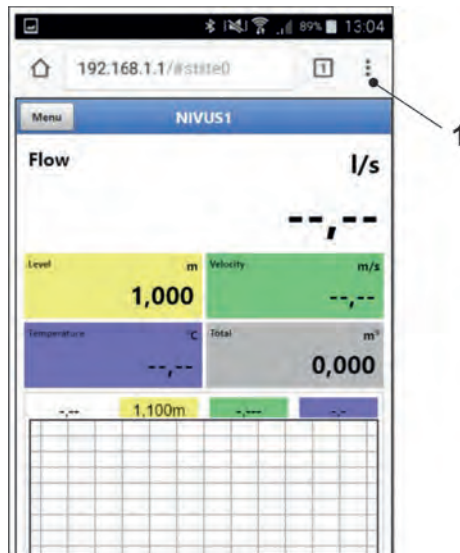 89% 13:04
192.168.1.1/#state0 1
1
Menu NIVUS1
Flow l/s
--,--
Level m Velocity m/s
1,000 --,--
Temperature °C Total m³
--,-- 0,000
-,-- 1,100m -,--- -,-